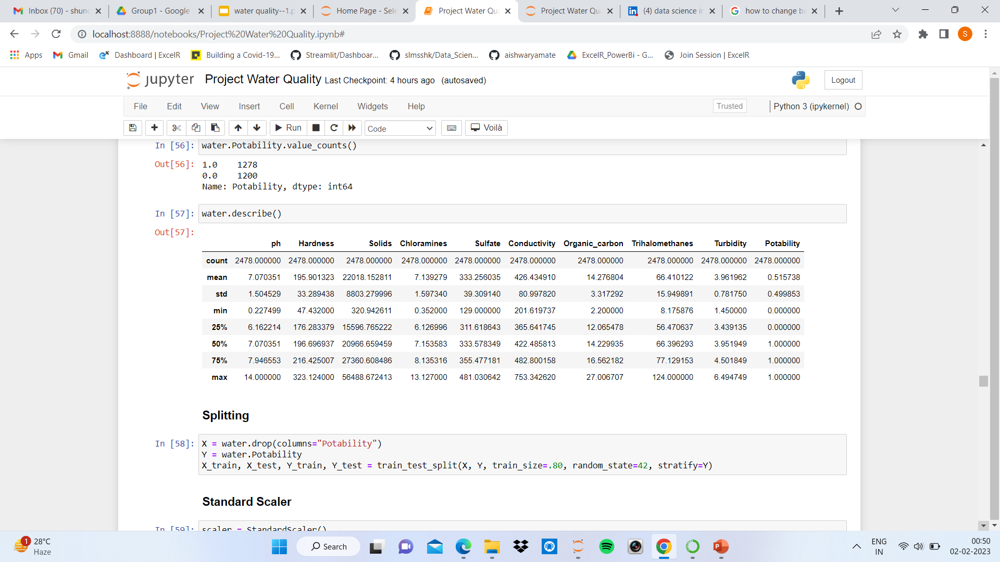 Inbox (70) - shund
Group1 - Google
water quality--1.p
Home Page - Sele
Project Water Qu
Project Water Qu
(4) data science in
how to change ba
localhost:8888/notebooks/Project%20Water%20Quality.ipynb#
S
Apps
Gmail
Dashboard | ExcelR
Building a Covid-19...
Streamlit/Dashboar...
slmsshk/Data_Scien...
aishwaryamate
ExcelR_PowerBi - G...
Join Session | ExcelR
jupyter Project Water Quality Last Checkpoint: 4 hours ago (autosaved)
Logout
File Edit View Insert Cell Kernel Widgets Help
Trusted
Python 3 (ipykernel)
Run
Code
Voilà
In [56]: water.Potability.value_counts()
Out[56]: 1.0 1278
0.0 1200
Name: Potability, dtype: int64
In [57]: water.describe()
Out[57]:
ph Hardness Solids Chloramines Sulfate Conductivity Organic_carbon Trihalomethanes Turbidity Potability
count 2478.000000 2478.000000 2478.000000 2478.000000 2478.000000 2478.000000 2478.000000 2478.000000 2478.000000 2478.000000
mean 7.070351 195.901323 22018.152811 7.139279 333.256035 426.434910 14.276804 66.410122 3.961962 0.515738
std 1.504529 33.289438 8803.279996 1.597340 39.309140 80.997820 3.317292 15.949891 0.781750 0.499853
min 0.227499 47.432000 320.942611 0.352000 129.000000 201.619737 2.200000 8.175876 1.450000 0.000000
25% 6.162214 176.283379 15596.765222 6.126996 311.618643 365.641745 12.065478 56.470637 3.439135 0.000000
50% 7.070351 196.696937 20966.659459 7.153583 333.578349 422.485813 14.229935 66.396293 3.951949 1.000000
75% 7.946553 216.425007 27360.608486 8.135316 355.477181 482.800158 16.562182 77.129153 4.501849 1.000000
max 14.000000 323.124000 56488.672413 13.127000 481.030642 753.342620 27.006707 124.000000 6.494749 1.000000
Splitting
In [58]: X = water.drop(columns="Potability")
Y = water.Potability
X_train, X_test, Y_train, Y_test = train_test_split(X, Y, train_size=.80, random_state=42, stratify=Y)
Standard Scaler
In [59]: scaler = StandardScaler()
1
28°C
Haze
Search
ENG
IN
00:50
02-02-2023